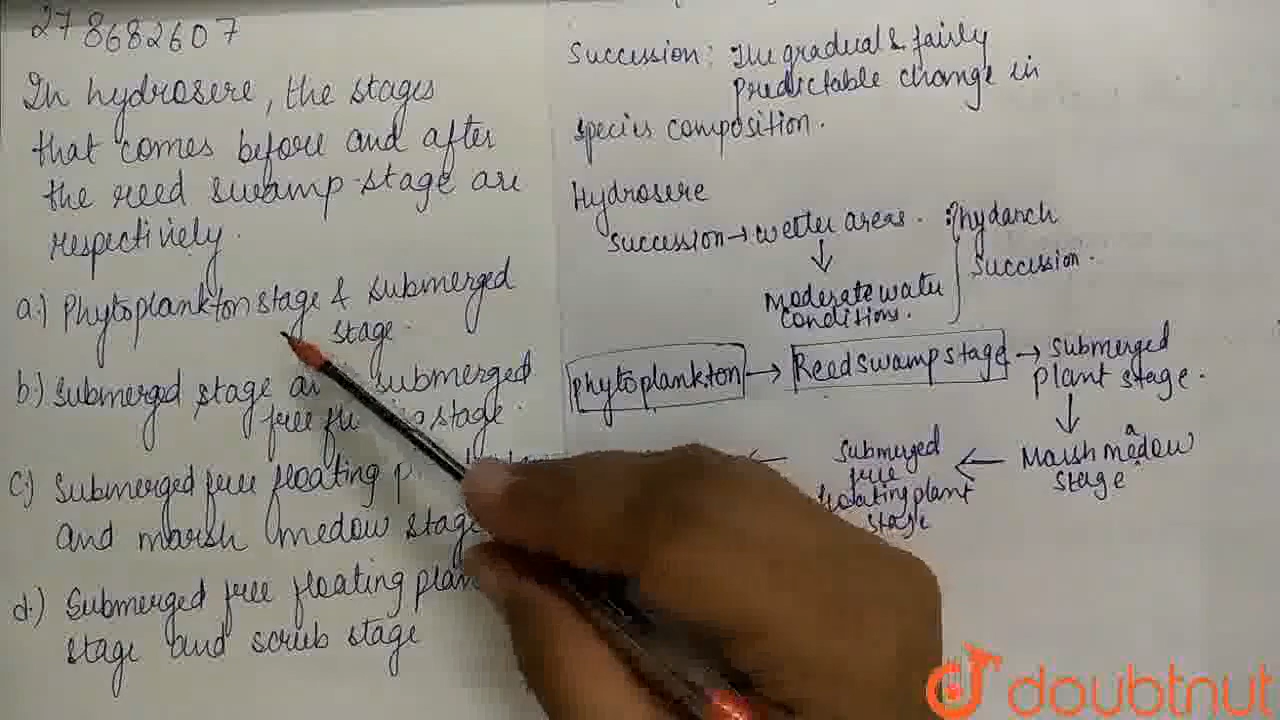 278682607
In hydrosere, the stages
that comes before and after
the reed swamp-stage are
respectively.
a.) Phytoplankton stage & submerged
stage.
b.) Submerged stage submerged
free stage.
c.) Submerged free floating
and marsh medow stage
d.) Submerged free floating
stage and scrub stage
Succession: The gradual & fairly
predictable change in
species composition.
Hydrosere
succession → wetter areas.
↓
Moderate water
conditions.
hydarch
succession.
phytoplankton → Reed swamp stage → submerged
plant stage.
↓
a
Marsh medow
stage
←
submerged
free
floating plant
stage
←
doubtnut